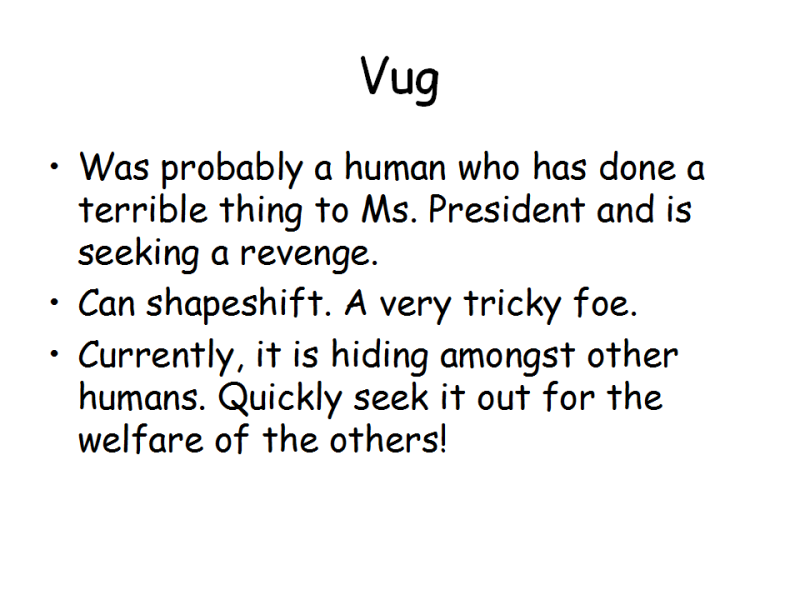 Vug
• Was probably a human who has done a
terrible thing to Ms. President and is
seeking a revenge.
• Can shapeshift. A very tricky foe.
• Currently, it is hiding amongst other
humans. Quickly seek it out for the
welfare of the others!